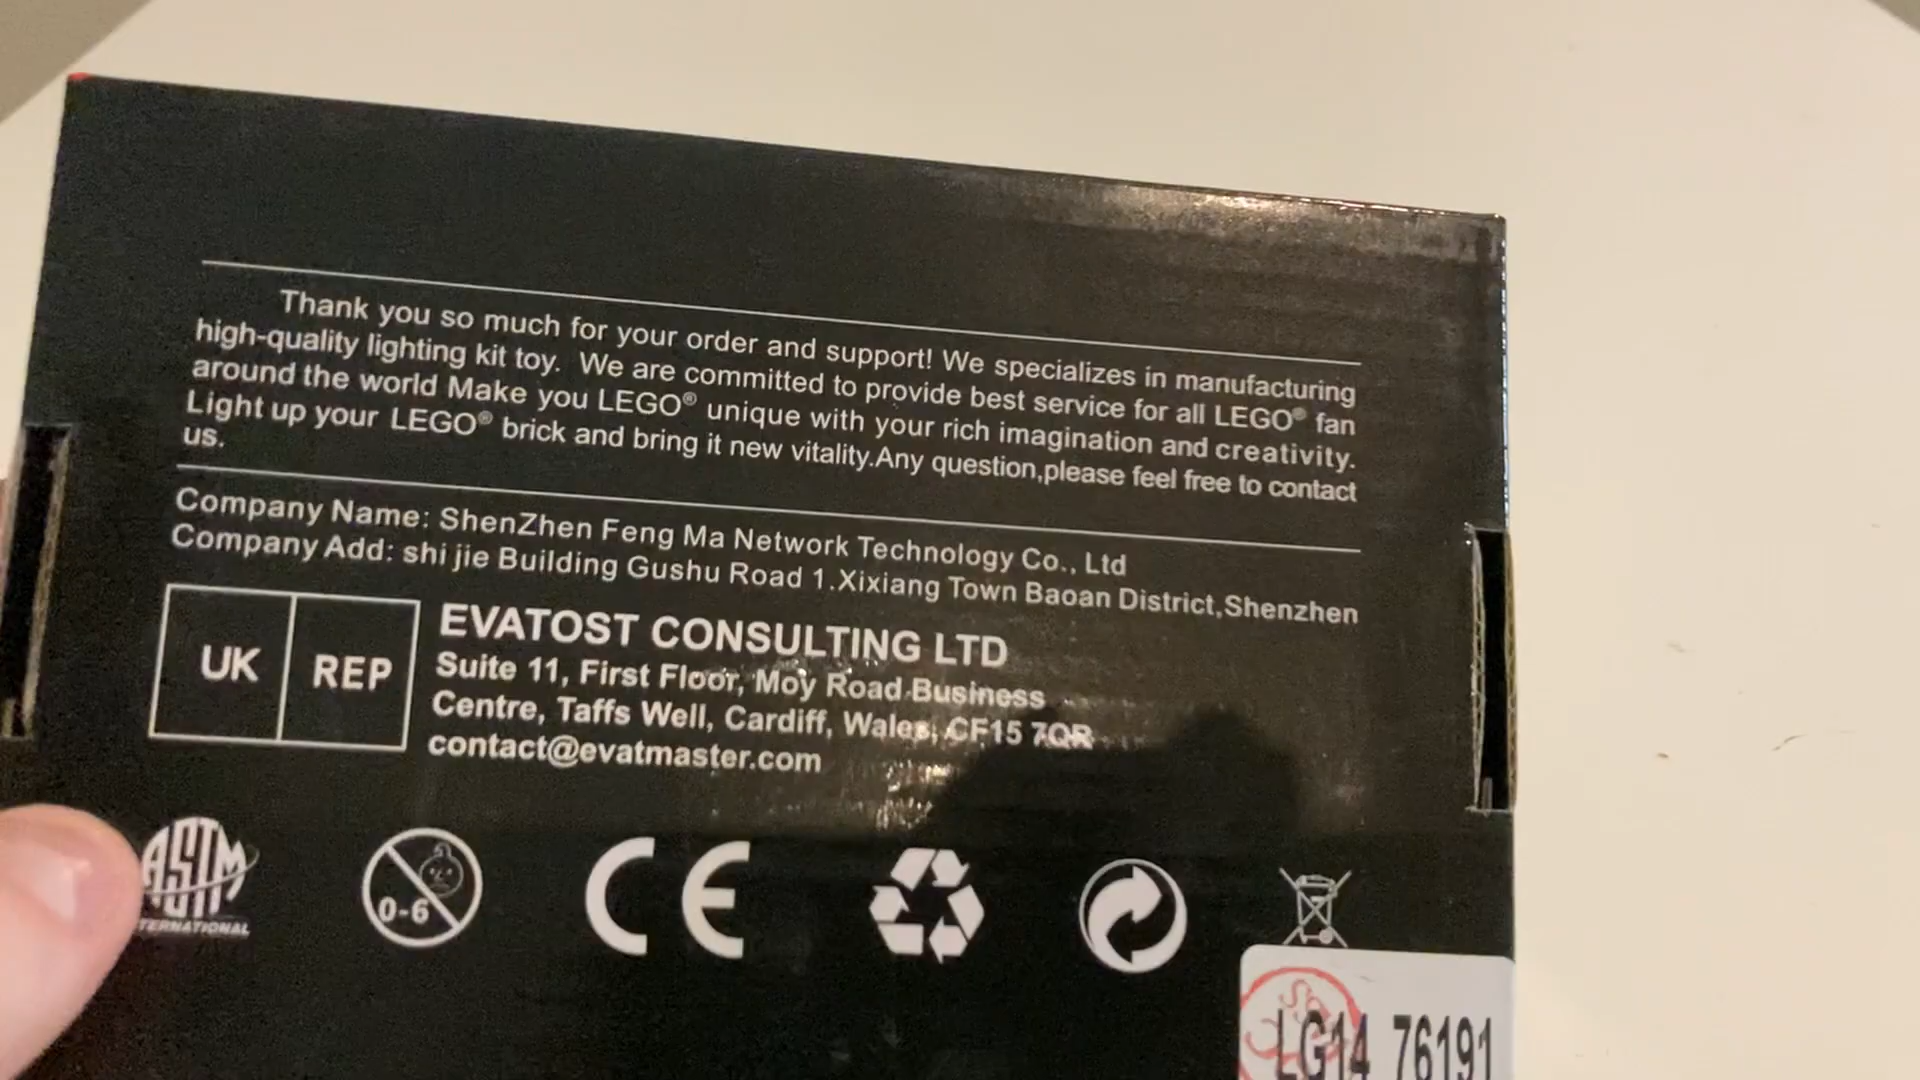 Thank you so much for your order and support! We specializes in manufacturing
high-quality lighting kit toy. We are committed to provide best service for all LEGO® fan
around the world Make you LEGO® unique with your rich imagination and creativity.
Light up your LEGO® brick and bring it new vitality.Any question,please feel free to contact
us.
Company Name: ShenZhen Feng Ma Network Technology Co., Ltd
Company Add: shi jie Building Gushu Road 1.Xixiang Town Baoan District,Shenzhen
UK REP
EVATOST CONSULTING LTD
Suite 11, First Floor, Moy Road Business
Centre, Taffs Well, Cardiff, Wales, CF15 7QR
contact@evatmaster.com
ASTM
TERNATIONAL
0-6
CE
LG14 76191